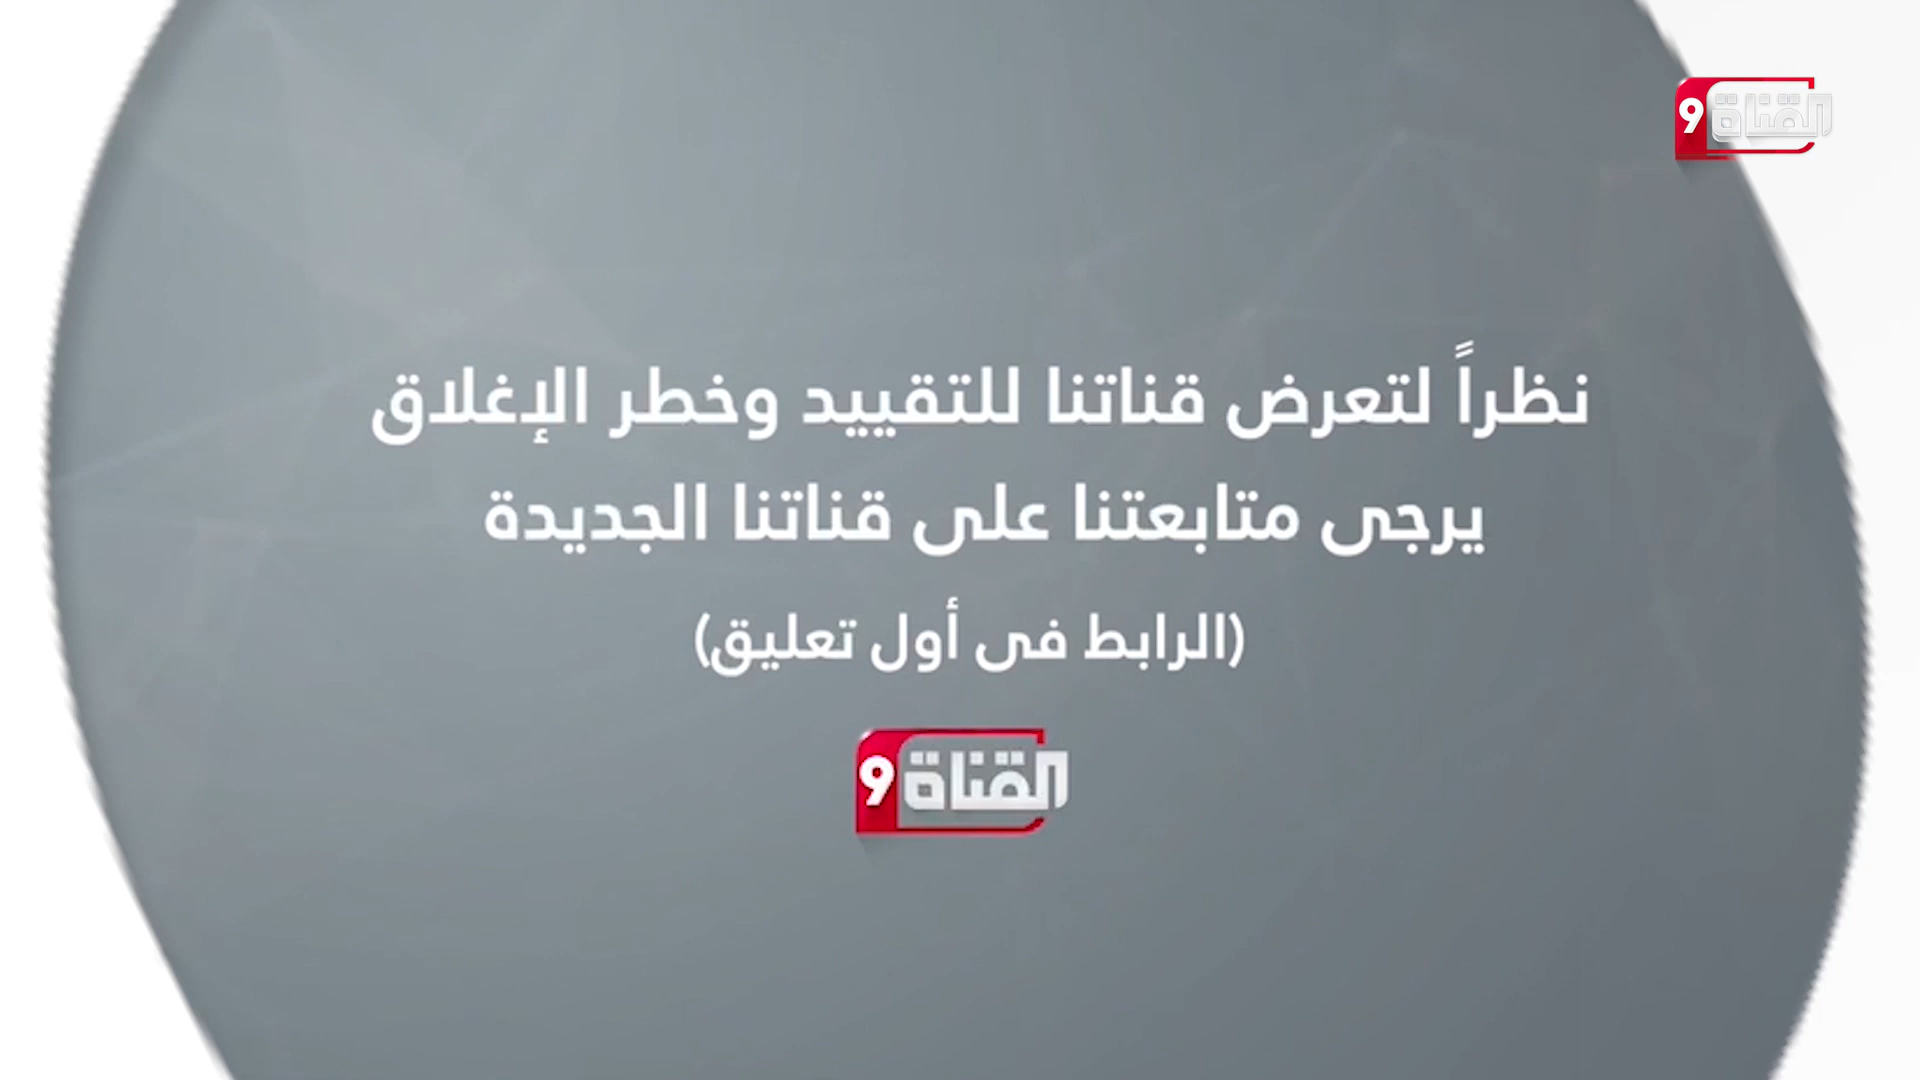 القناة 9
نظراً لتعرض قناتنا للتقييد وخطر الإغلاق
يرجى متابعتنا على قناتنا الجديدة
(الرابط فى أول تعليق)
القناة 9